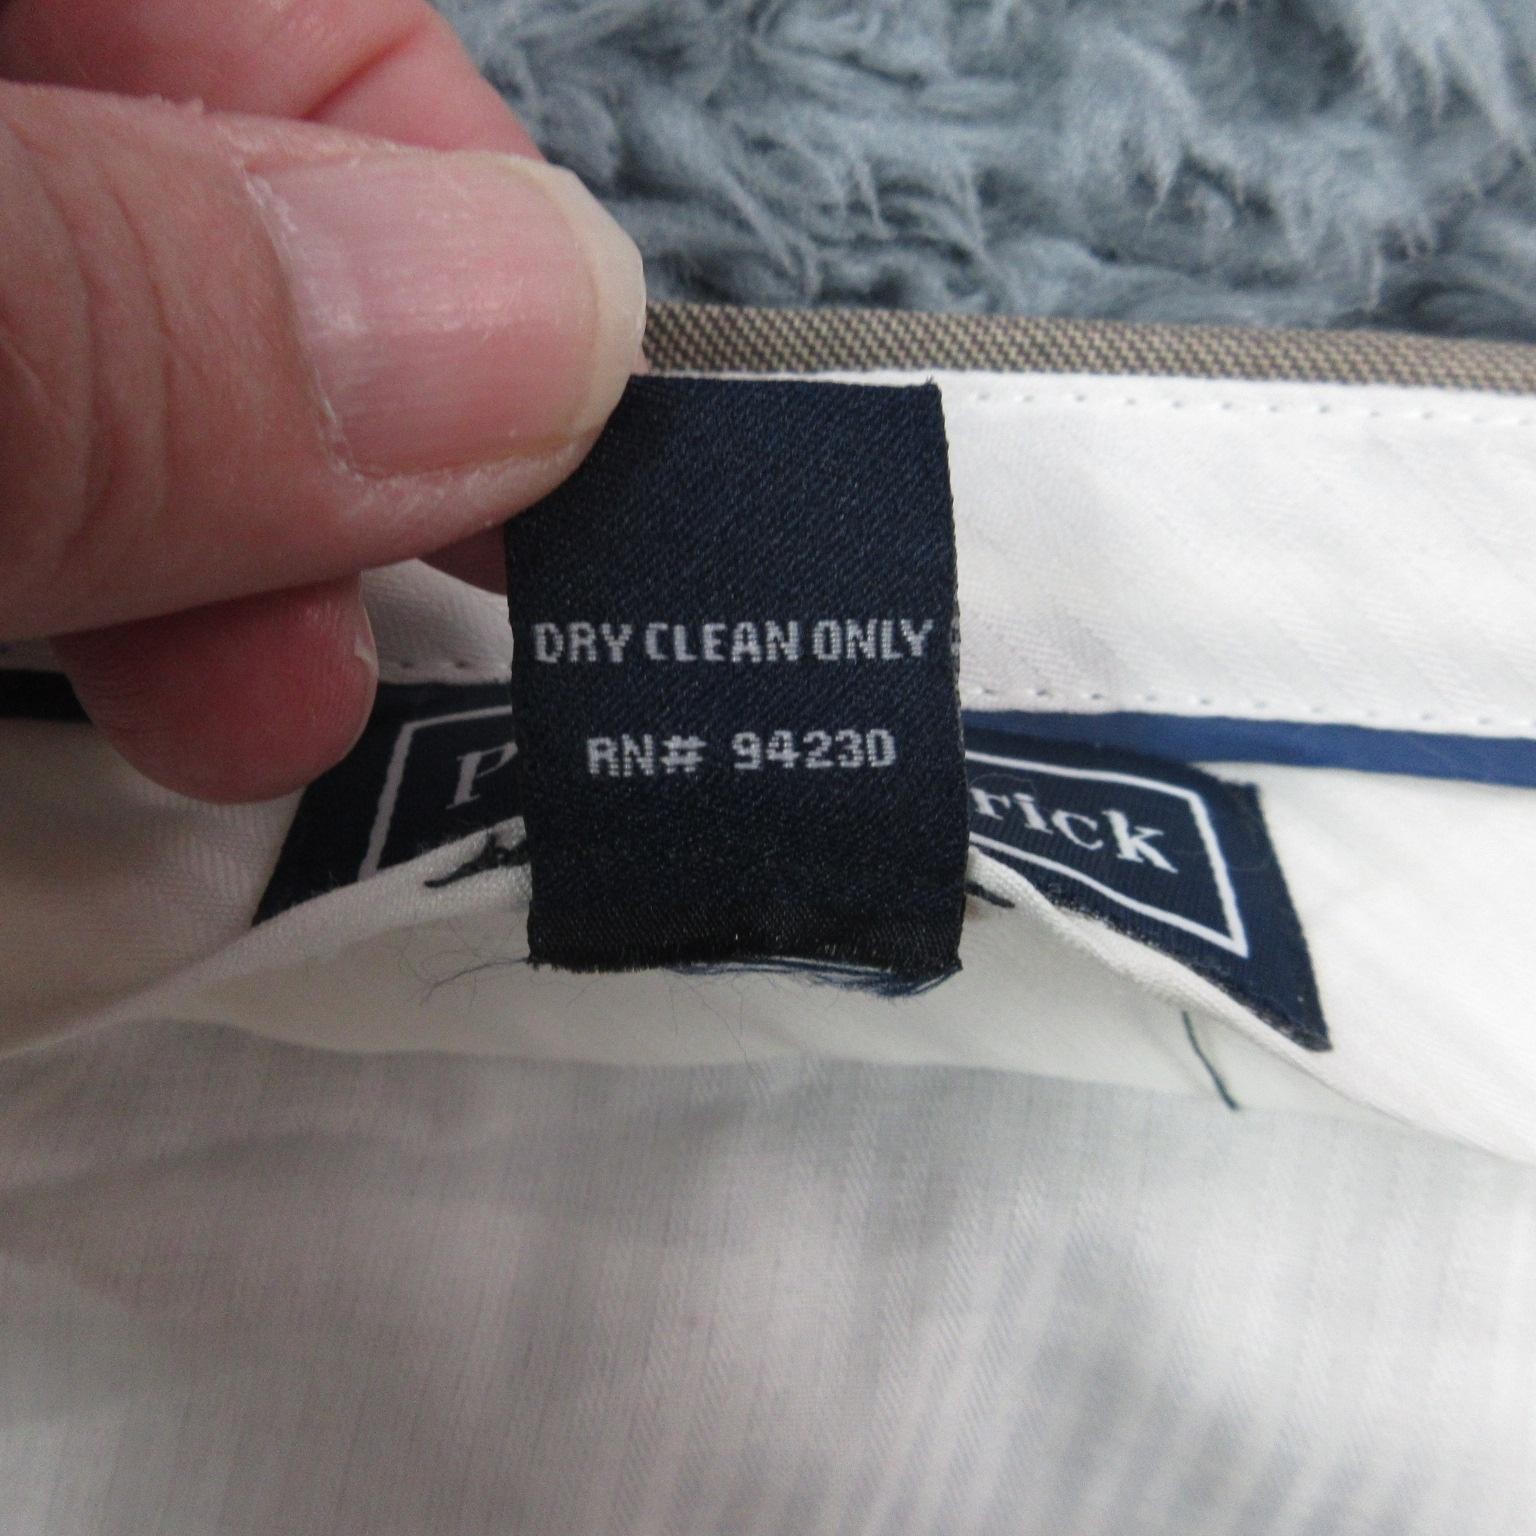 DRY CLEAN ONLY
RN# 94230
P rick